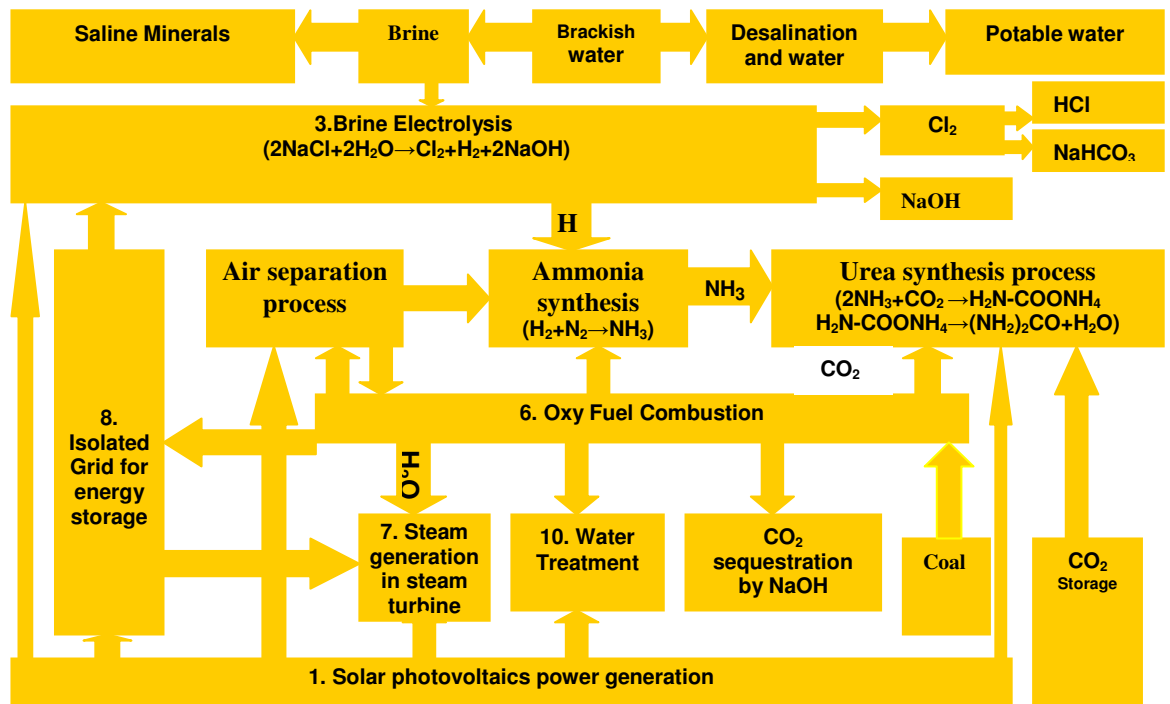 Saline Minerals
Brine
Brackish
water
Desalination
and water
Potable water
3.Brine Electrolysis
(2NaCl+2H₂O→Cl₂+H₂+2NaOH)
Cl₂
HCl
NaHCO₃
NaOH
H
Air separation
process
Ammonia
synthesis
(H₂+N₂→NH₃)
NH₃
Urea synthesis process
(2NH₃+CO₂→H₂N-COONH₄
H₂N-COONH₄→(NH₂)₂CO+H₂O)
CO₂
8.
Isolated
Grid for
energy
storage
6. Oxy Fuel Combustion
H₂O
7. Steam
generation
in steam
turbine
10. Water
Treatment
CO₂
sequestration
by NaOH
Coal
CO₂
Storage
1. Solar photovoltaics power generation